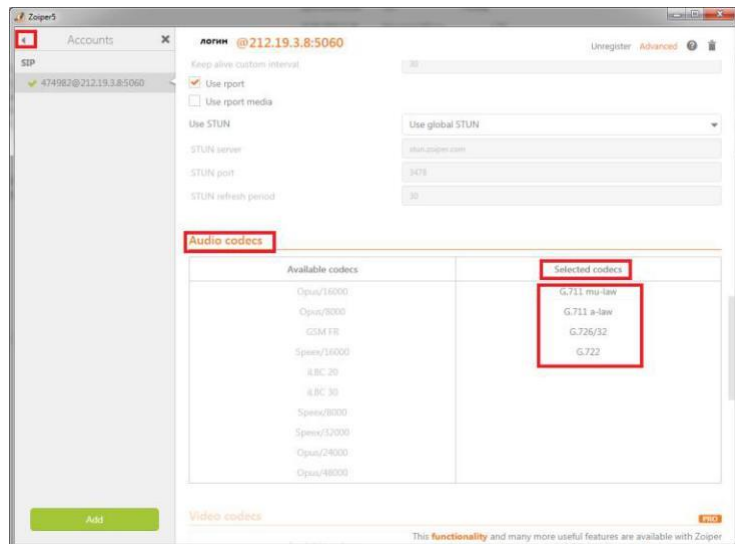 Zoiper5
Accounts
SIP
474982@212.19.3.8:5060
Add
логин @212.19.3.8:5060
Unregister Advanced
Keep alive custom interval 30
Use rport
Use rport media
Use STUN Use global STUN
STUN server stun.zoiper.com
STUN port 3478
STUN refresh period 30
Audio codecs
Available codecs Selected codecs
Opus/16000 G.711 mu-law
Opus/8000 G.711 a-law
GSM FR G.726/32
Speex/16000 G.722
iLBC 20
iLBC 30
Speex/8000
Speex/32000
Opus/24000
Opus/48000
Video codecs PRO
This functionality and many more useful features are available with Zoiper